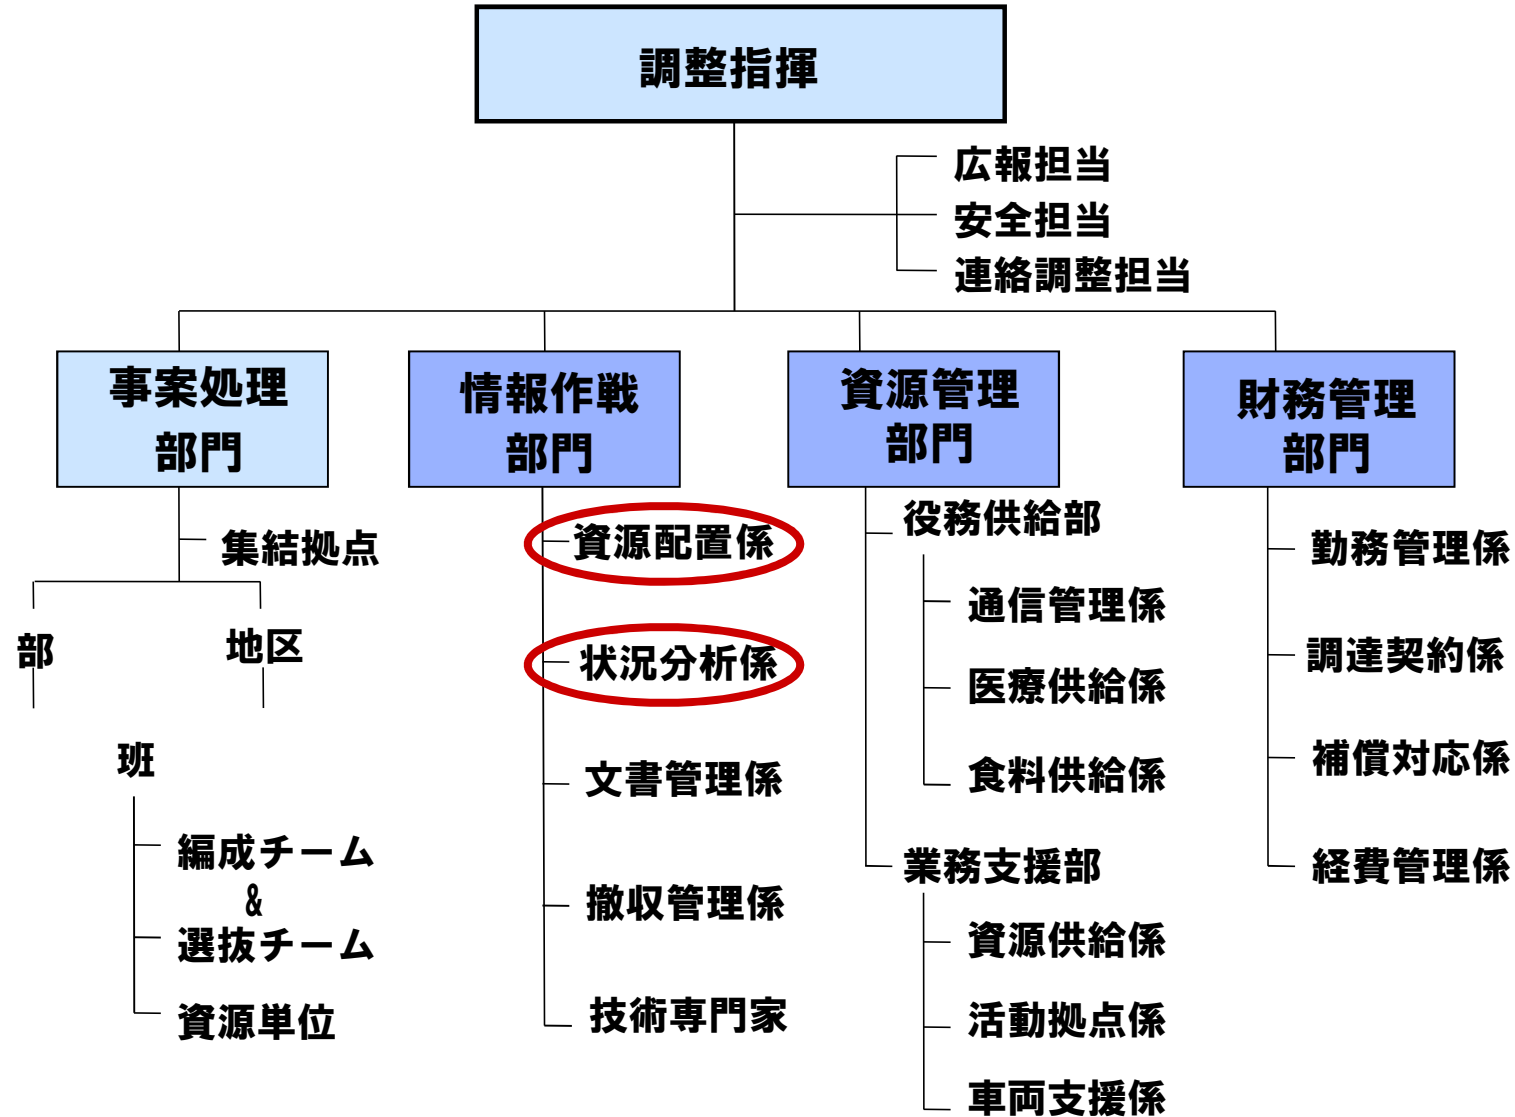 調整指揮
広報担当
安全担当
連絡調整担当
事案処理
部門
集結拠点
部
地区
班
編成チーム
&
選抜チーム
資源単位
情報作戦
部門
資源配置係
状況分析係
文書管理係
撤収管理係
技術専門家
資源管理
部門
役務供給部
通信管理係
医療供給係
食料供給係
業務支援部
資源供給係
活動拠点係
車両支援係
財務管理
部門
勤務管理係
調達契約係
補償対応係
経費管理係